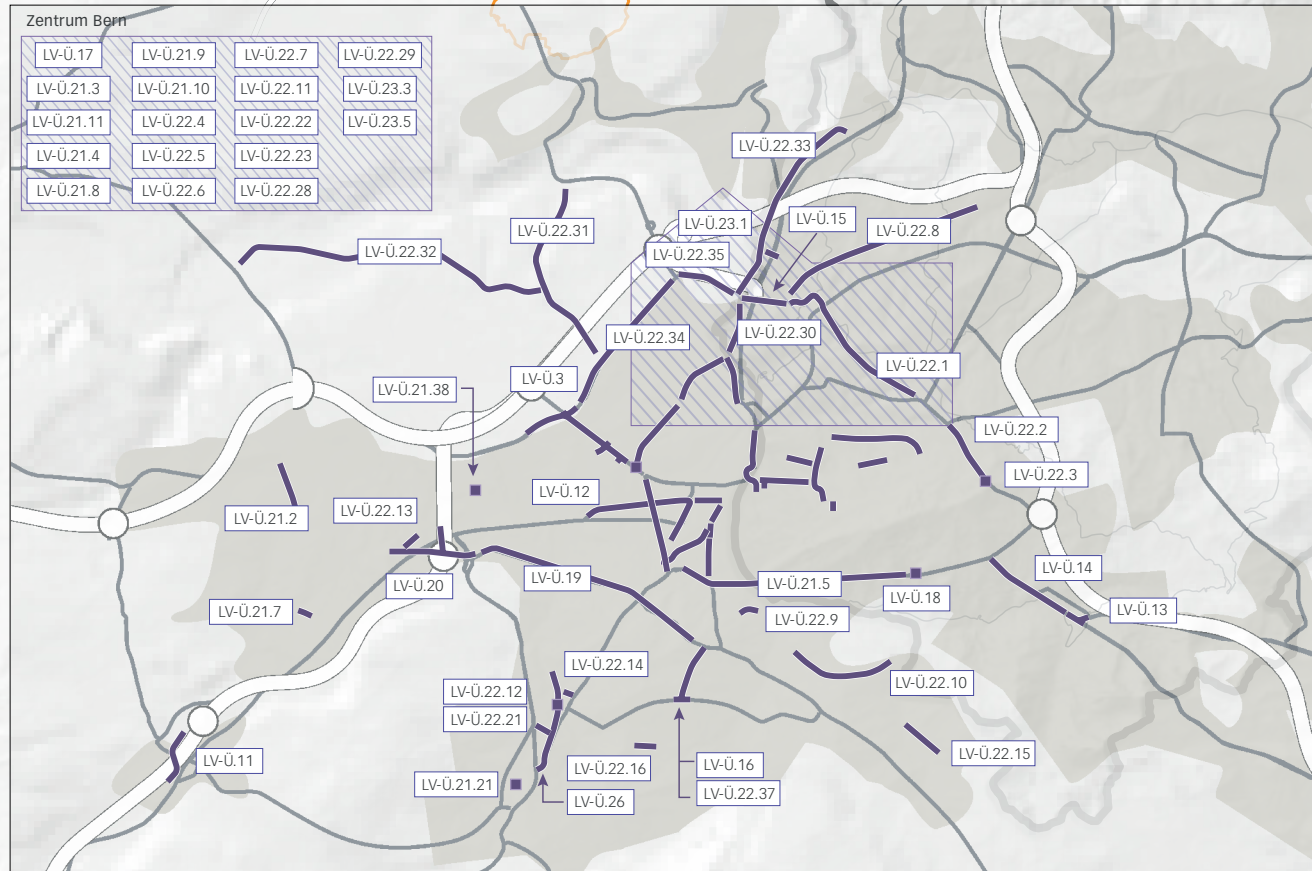 Zentrum Bern
LV-Ü.17 LV-Ü.21.9 LV-Ü.22.7 LV-Ü.22.29
LV-Ü.21.3 LV-Ü.21.10 LV-Ü.22.11 LV-Ü.23.3
LV-Ü.21.11 LV-Ü.22.4 LV-Ü.22.22 LV-Ü.23.5
LV-Ü.21.4 LV-Ü.22.5 LV-Ü.22.23
LV-Ü.21.8 LV-Ü.22.6 LV-Ü.22.28
LV-Ü.22.33
LV-Ü.23.1
LV-Ü.15
LV-Ü.22.31
LV-Ü.22.8
LV-Ü.22.32
LV-Ü.22.35
LV-Ü.22.34
LV-Ü.22.30
LV-Ü.22.1
LV-Ü.3
LV-Ü.21.38
LV-Ü.22.2
LV-Ü.22.3
LV-Ü.12
LV-Ü.22.13
LV-Ü.21.2
LV-Ü.14
LV-Ü.19
LV-Ü.21.5
LV-Ü.20
LV-Ü.18
LV-Ü.21.7
LV-Ü.13
LV-Ü.22.9
LV-Ü.22.14
LV-Ü.22.10
LV-Ü.22.12
LV-Ü.22.21
LV-Ü.22.15
LV-Ü.11
LV-Ü.22.16
LV-Ü.16
LV-Ü.21.21
LV-Ü.22.37
LV-Ü.26